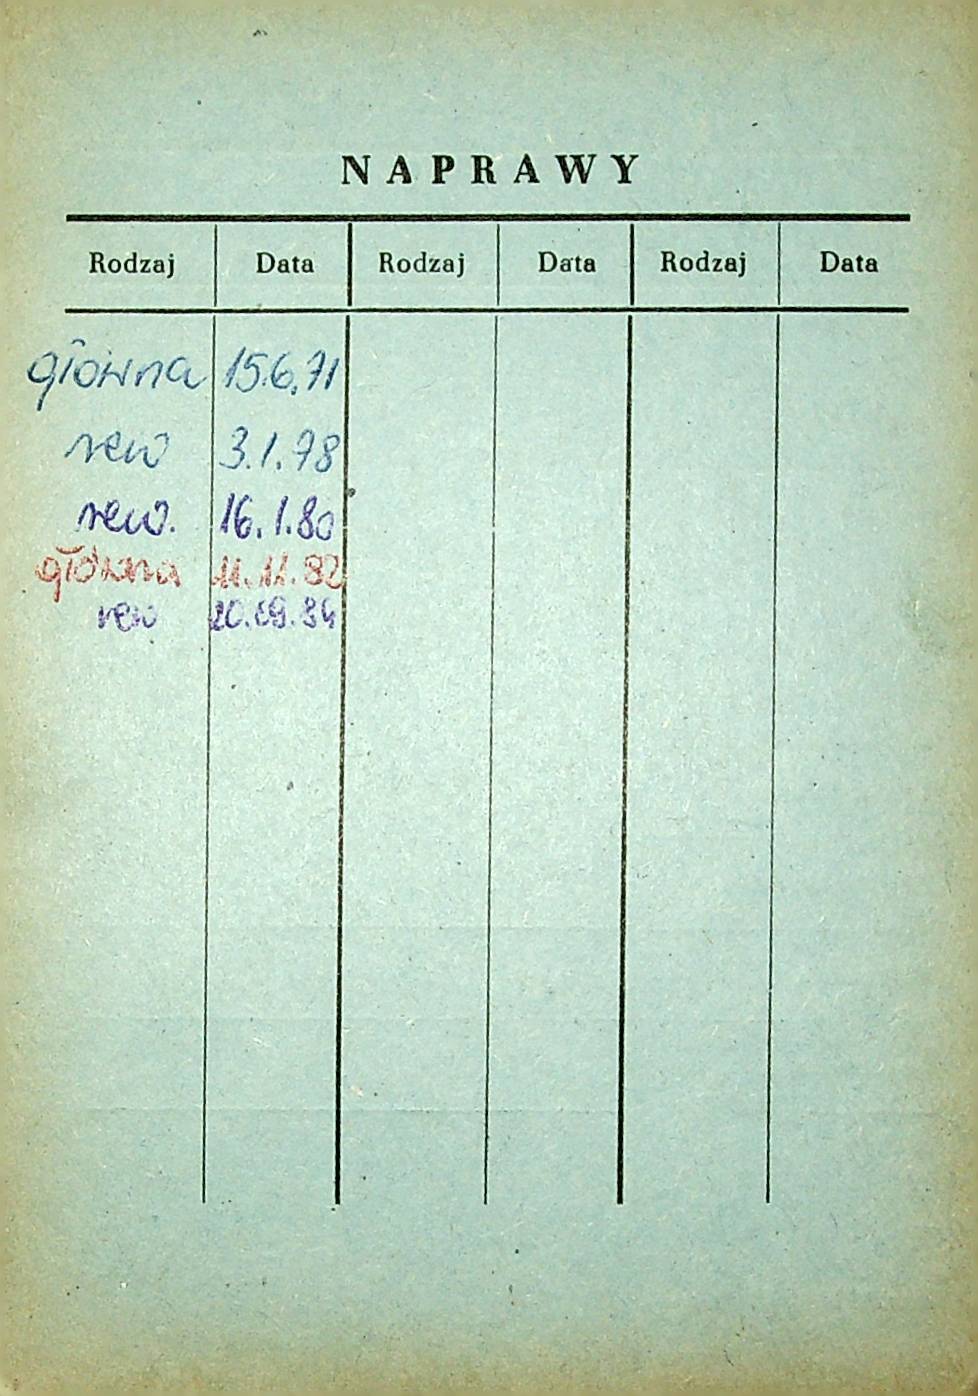 NAPRAWY
Rodzaj Data Rodzaj Data Rodzaj Data
główna 15.6.71
rew 3.1.78
rew. 16.1.80
główna 11.11.82
rew 20.09.84